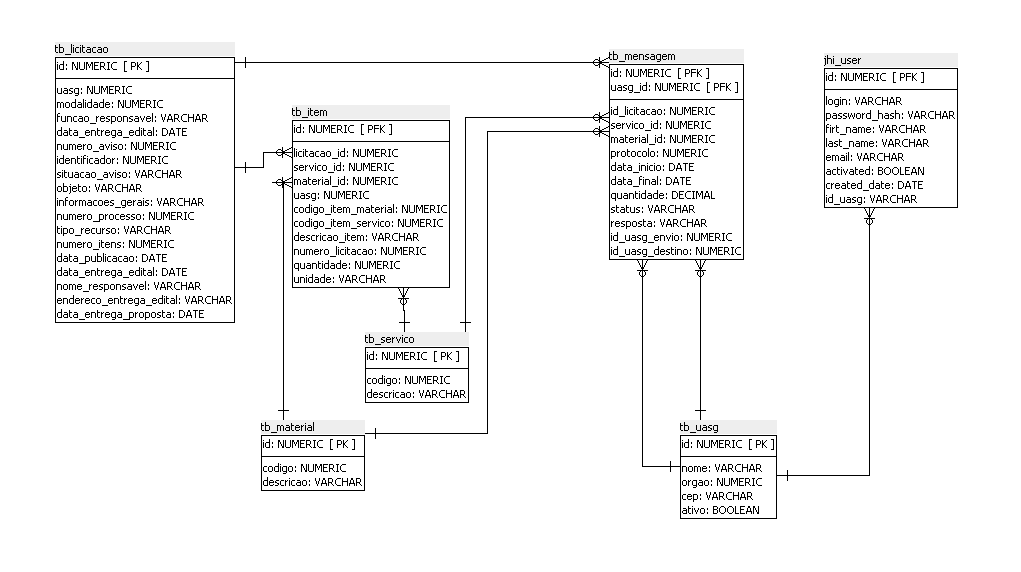 tb_licitacao
id: NUMERIC [ PK ]
uasg: NUMERIC
modalidade: NUMERIC
funcao_responsavel: VARCHAR
data_entrega_edital: DATE
numero_aviso: NUMERIC
identificador: NUMERIC
situacao_aviso: VARCHAR
objeto: VARCHAR
informacoes_gerais: VARCHAR
numero_processo: NUMERIC
tipo_recurso: VARCHAR
numero_itens: NUMERIC
data_publicacao: DATE
data_entrega_edital: DATE
nome_responsavel: VARCHAR
endereco_entrega_edital: VARCHAR
data_entrega_proposta: DATE
tb_item
id: NUMERIC [ PFK ]
licitacao_id: NUMERIC
servico_id: NUMERIC
material_id: NUMERIC
uasg: NUMERIC
codigo_item_material: NUMERIC
codigo_item_servico: NUMERIC
descricao_item: VARCHAR
numero_licitacao: NUMERIC
quantidade: NUMERIC
unidade: VARCHAR
tb_servico
id: NUMERIC [ PK ]
codigo: NUMERIC
descricao: VARCHAR
tb_material
id: NUMERIC [ PK ]
codigo: NUMERIC
descricao: VARCHAR
tb_mensagem
id: NUMERIC [ PFK ]
uasg_id: NUMERIC [ PFK ]
id_licitacao: NUMERIC
servico_id: NUMERIC
material_id: NUMERIC
protocolo: NUMERIC
data_inicio: DATE
data_final: DATE
quantidade: DECIMAL
status: VARCHAR
resposta: VARCHAR
id_uasg_envio: NUMERIC
id_uasg_destino: NUMERIC
tb_uasg
id: NUMERIC [ PK ]
nome: VARCHAR
orgao: NUMERIC
cep: VARCHAR
ativo: BOOLEAN
jhi_user
id: NUMERIC [ PFK ]
login: VARCHAR
password_hash: VARCHAR
firt_name: VARCHAR
last_name: VARCHAR
email: VARCHAR
activated: BOOLEAN
created_date: DATE
id_uasg: VARCHAR